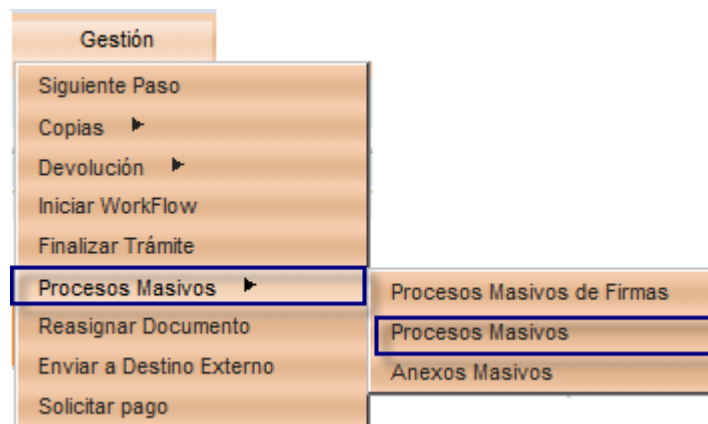 Gestión
Siguiente Paso
Copias
Devolución
Iniciar WorkFlow
Finalizar Trámite
Procesos Masivos
Reasignar Documento
Enviar a Destino Externo
Solicitar pago
Procesos Masivos de Firmas
Procesos Masivos
Anexos Masivos